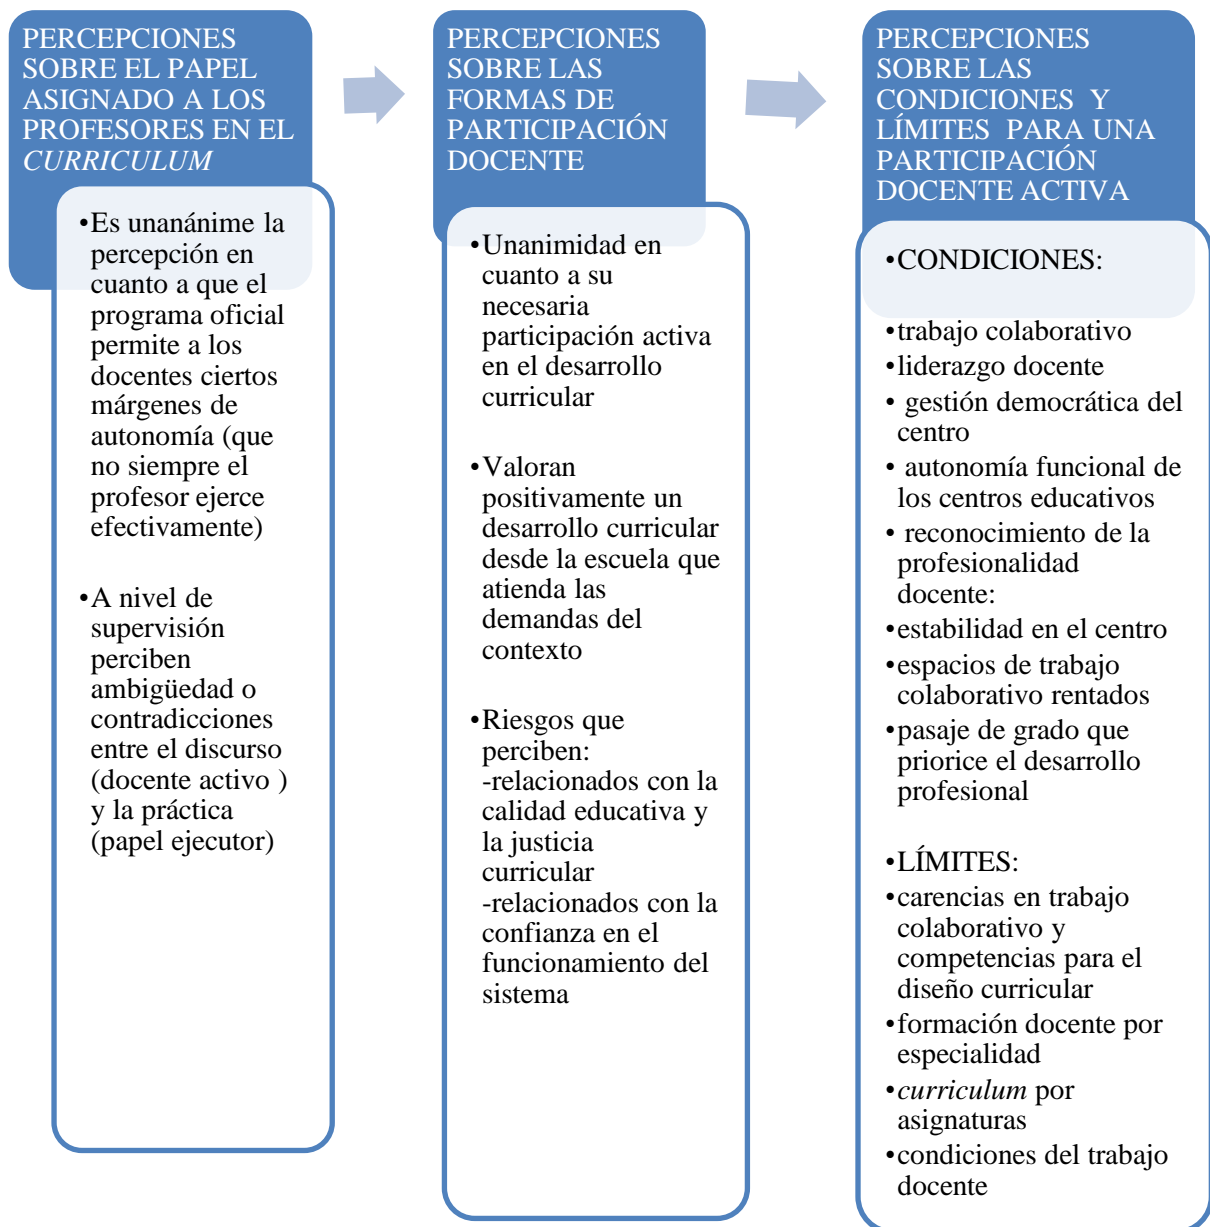 PERCEPCIONES
SOBRE EL PAPEL
ASIGNADO A LOS
PROFESORES EN EL
CURRICULUM
•Es unanánime la
percepción en
cuanto a que el
programa oficial
permite a los
docentes ciertos
márgenes de
autonomía (que
no siempre el
profesor ejerce
efectivamente)
•A nivel de
supervisión
perciben
ambigüedad o
contradicciones
entre el discurso
(docente activo )
y la práctica
(papel ejecutor)
PERCEPCIONES
SOBRE LAS
FORMAS DE
PARTICIPACIÓN
DOCENTE
•Unanimidad en
cuanto a su
necesaria
participación activa
en el desarrollo
curricular
•Valoran
positivamente un
desarrollo curricular
desde la escuela que
atienda las
demandas del
contexto
•Riesgos que
perciben:
-relacionados con la
calidad educativa y
la justicia
curricular
-relacionados con la
confianza en el
funcionamiento del
sistema
PERCEPCIONES
SOBRE LAS
CONDICIONES Y
LÍMITES PARA UNA
PARTICIPACIÓN
DOCENTE ACTIVA
•CONDICIONES:
•trabajo colaborativo
•liderazgo docente
• gestión democrática del
centro
• autonomía funcional de
los centros educativos
• reconocimiento de la
profesionalidad
docente:
•estabilidad en el centro
•espacios de trabajo
colaborativo rentados
•pasaje de grado que
priorice el desarrollo
profesional
•LÍMITES:
•carencias en trabajo
colaborativo y
competencias para el
diseño curricular
•formación docente por
especialidad
•curriculum por
asignaturas
•condiciones del trabajo
docente